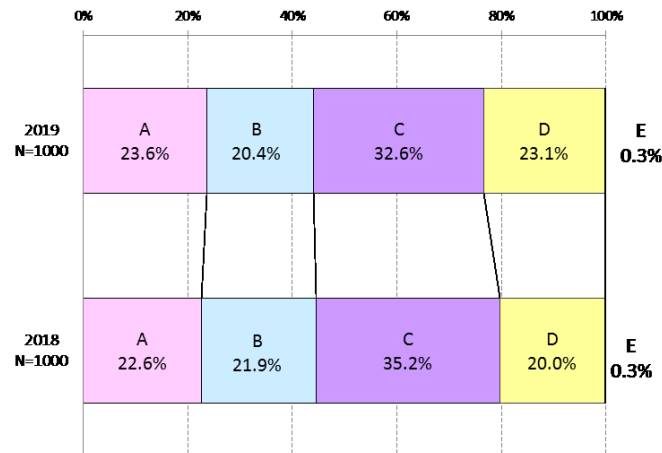 0% 20% 40% 60% 80% 100%
2019
N=1000
A
23.6%
B
20.4%
C
32.6%
D
23.1%
E
0.3%
2018
N=1000
A
22.6%
B
21.9%
C
35.2%
D
20.0%
E
0.3%